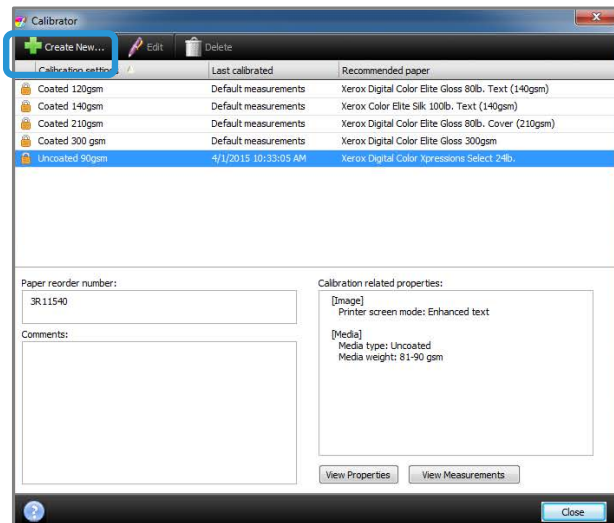 Calibrator
Create New... Edit Delete
Calibration settings Last calibrated Recommended paper
Coated 120gsm Default measurements Xerox Digital Color Elite Gloss 80lb. Text (140gsm)
Coated 140gsm Default measurements Xerox Color Elite Silk 100lb. Text (140gsm)
Coated 210gsm Default measurements Xerox Digital Color Elite Gloss 80lb. Cover (210gsm)
Coated 300 gsm Default measurements Xerox Digital Color Elite Gloss 300gsm
Uncoated 90gsm 4/1/2015 10:33:05 AM Xerox Digital Color Xpressions Select 24lb.
Paper reorder number:
3R11540
Comments:
Calibration related properties:
[Image]
Printer screen mode: Enhanced text
[Media]
Media type: Uncoated
Media weight: 81-90 gsm
View Properties View Measurements
? Close